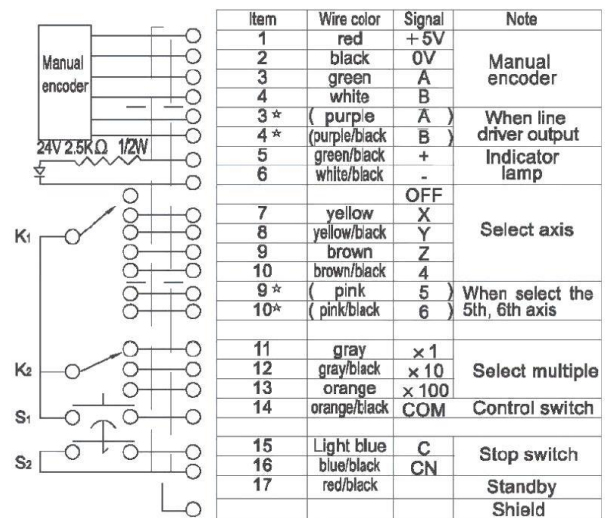 Item Wire color Signal Note
1 red +5V
2 black 0V
3 green A
4 white B
Manual encoder
3☆ ( purple A̅ )
4☆ (purple/black B̅ )
When line driver output
5 green/black +
6 white/black -
Indicator lamp
OFF
7 yellow X
8 yellow/black Y
9 brown Z
10 brown/black 4
Select axis
9☆ ( pink 5 )
10☆ ( pink/black 6 )
When select the 5th, 6th axis
11 gray ×1
12 gray/black ×10
13 orange ×100
Select multiple
14 orange/black COM Control switch
15 Light blue C
16 blue/black CN
Stop switch
17 red/black Standby
Shield
Manual encoder
24V 2.5KΩ 1/2W
K1
K2
S1
S2